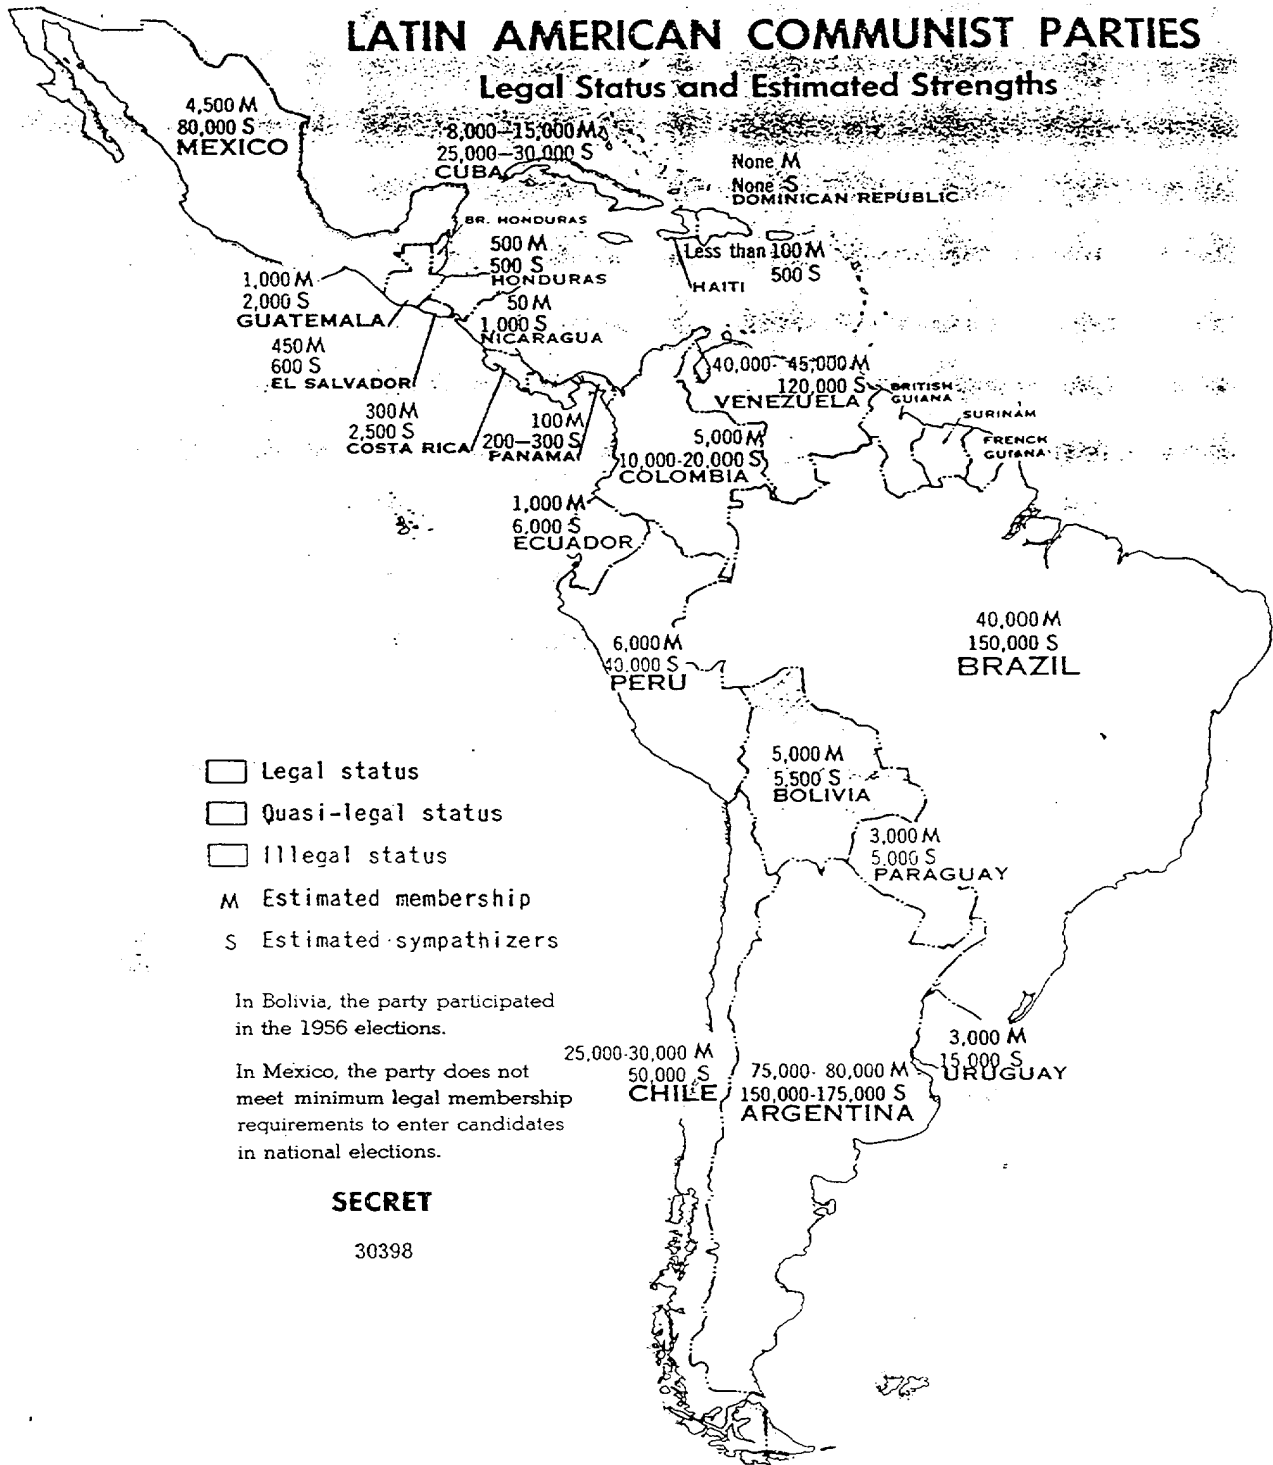 LATIN AMERICAN COMMUNIST PARTIES
Legal Status and Estimated Strengths
4,500 M
80,000 S
MEXICO
8,000-15,000 M
25,000-30,000 S
CUBA
None M
None S
DOMINICAN REPUBLIC
BR. HONDURAS
500 M
500 S
HONDURAS
Less than 100 M
500 S
HAITI
1,000 M
2,000 S
GUATEMALA
50 M
1,000 S
NICARAGUA
450 M
600 S
EL SALVADOR
40,000-45,000 M
120,000 S
VENEZUELA
BRITISH
GUIANA
SURINAM
FRENCH
GUIANA
300 M
2,500 S
COSTA RICA
100 M
200-300 S
PANAMA
5,000 M
10,000-20,000 S
COLOMBIA
1,000 M
6,000 S
ECUADOR
40,000 M
150,000 S
BRAZIL
6,000 M
40,000 S
PERU
5,000 M
5,500 S
BOLIVIA
3,000 M
5,000 S
PARAGUAY
Legal status
Quasi-legal status
Illegal status
M Estimated membership
S Estimated sympathizers
In Bolivia, the party participated
in the 1956 elections.
In Mexico, the party does not
meet minimum legal membership
requirements to enter candidates
in national elections.
25,000-30,000 M
50,000 S
CHILE
75,000-80,000 M
150,000-175,000 S
ARGENTINA
3,000 M
15,000 S
URUGUAY
SECRET
30398